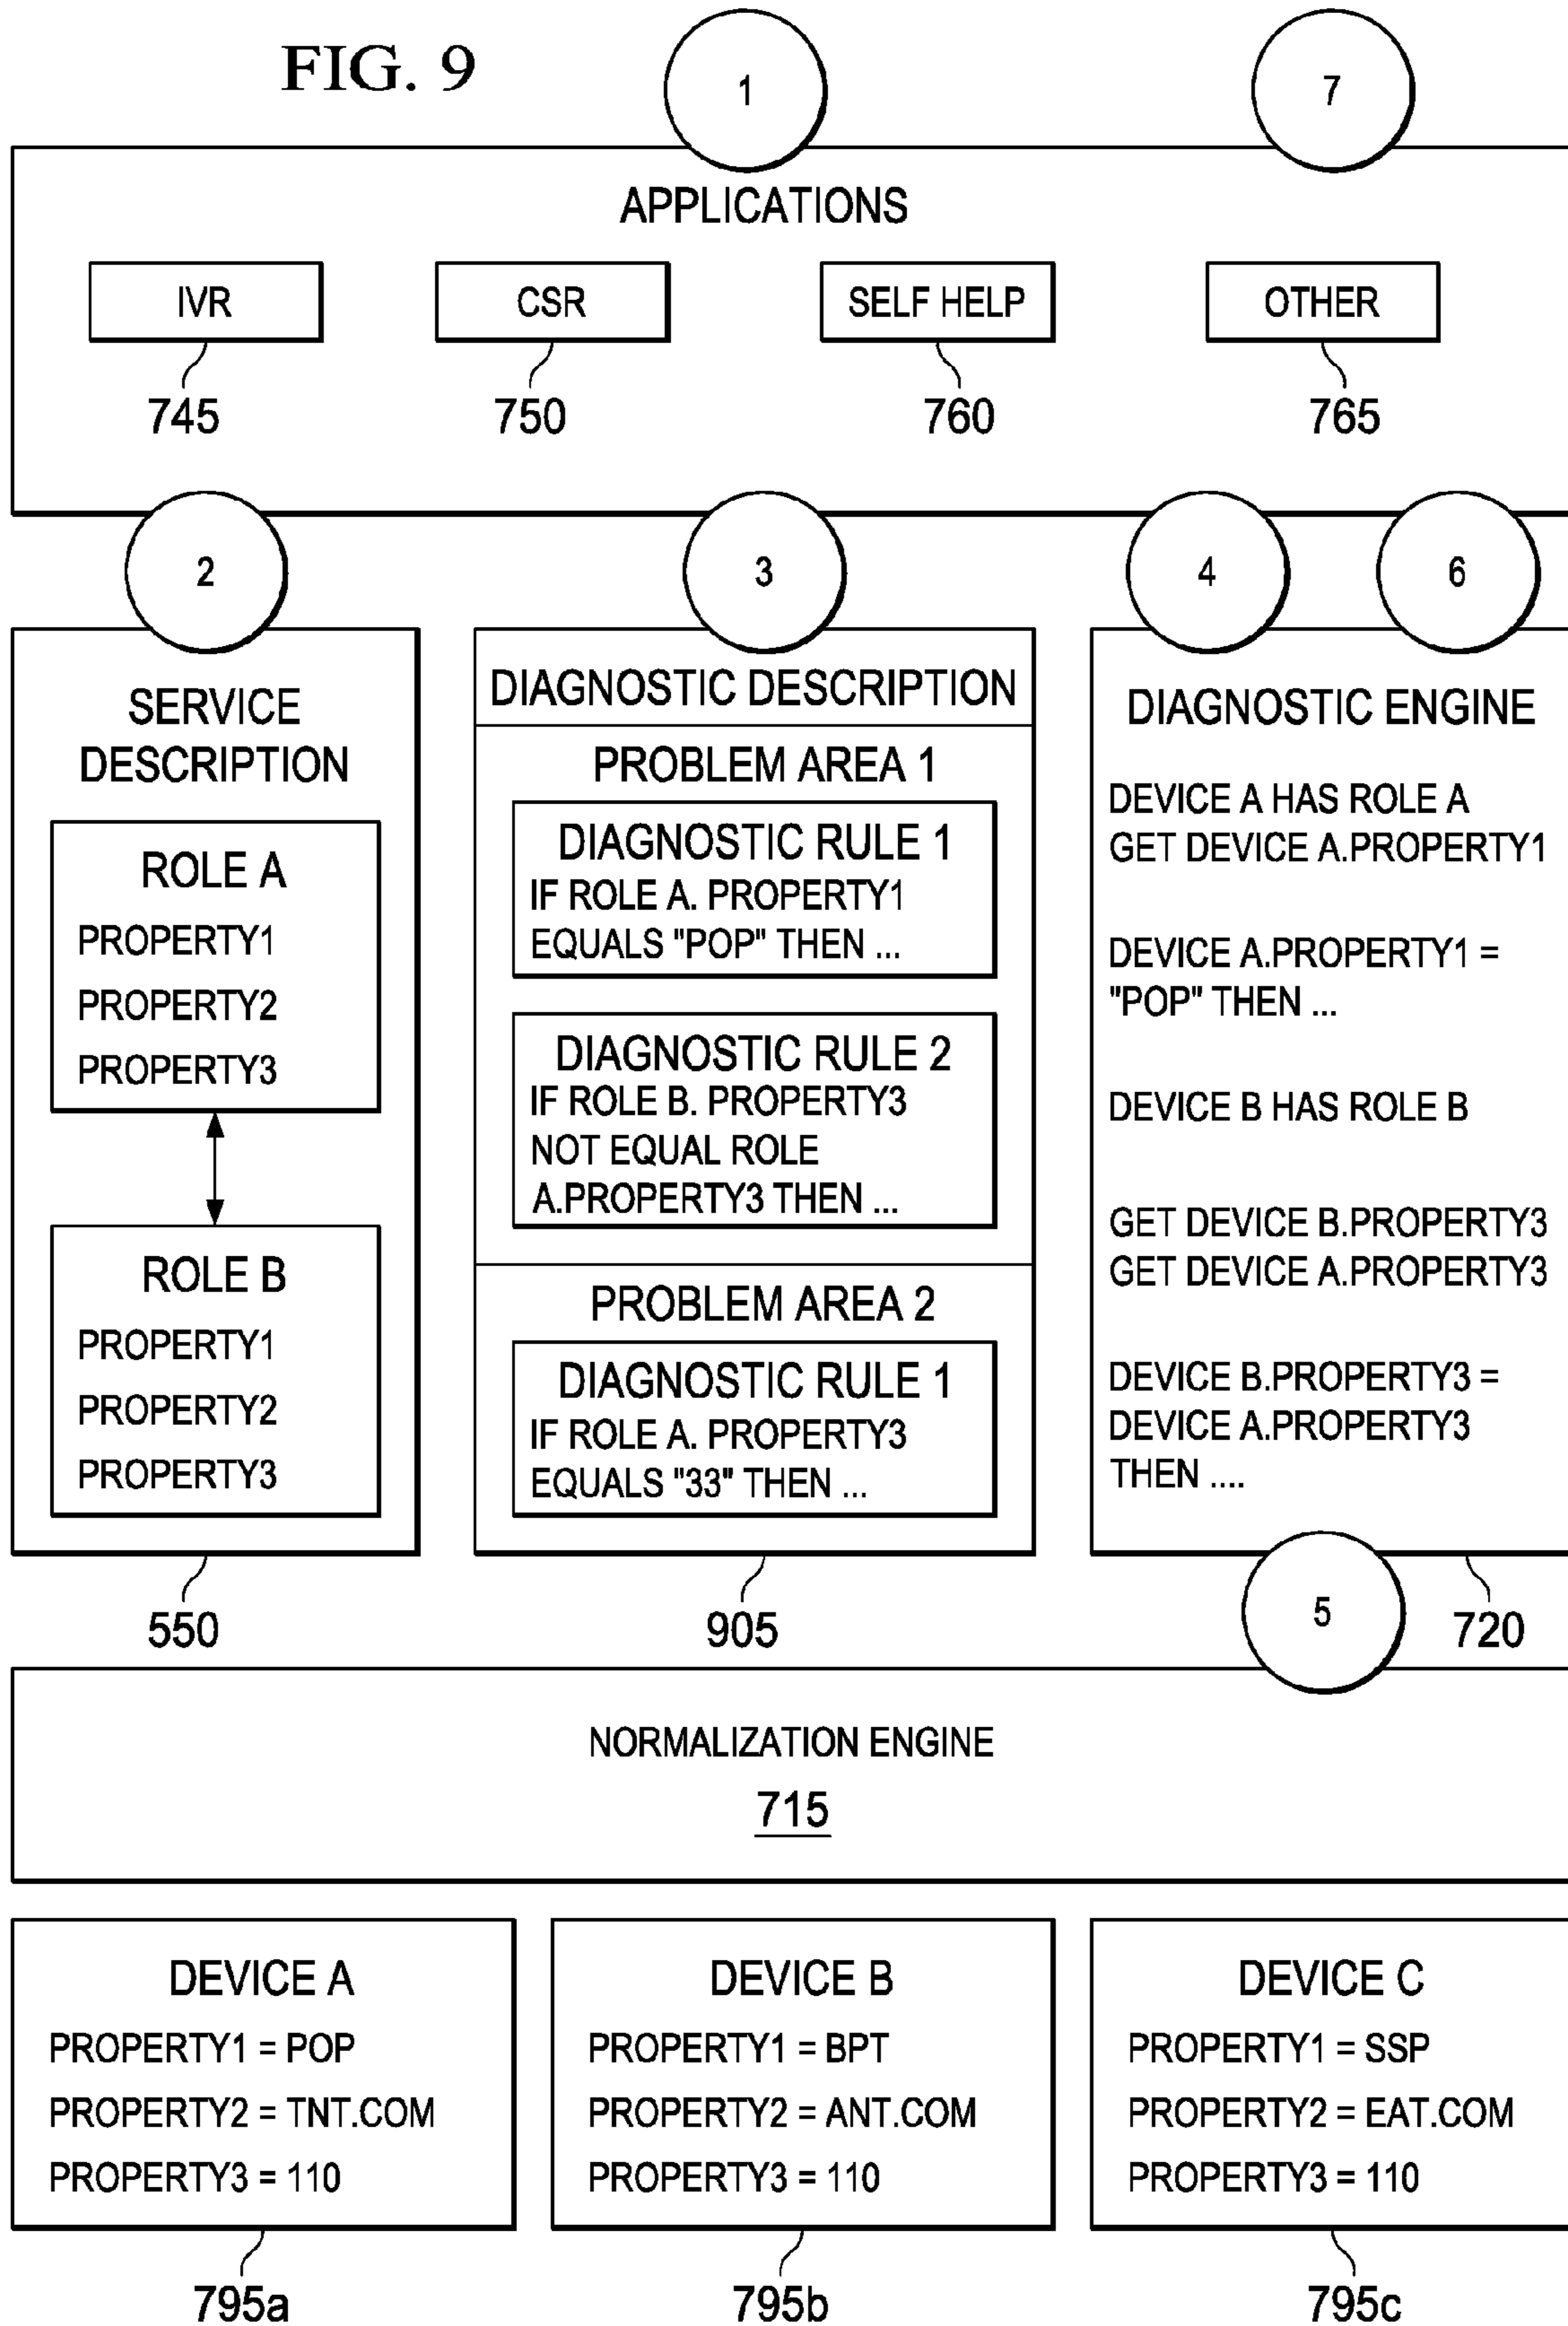 FIG. 9
1
7
APPLICATIONS
IVR
CSR
SELF HELP
OTHER
745
750
760
765
2
3
4
6
SERVICE
DESCRIPTION
ROLE A
PROPERTY1
PROPERTY2
PROPERTY3
ROLE B
PROPERTY1
PROPERTY2
PROPERTY3
550
DIAGNOSTIC DESCRIPTION
PROBLEM AREA 1
DIAGNOSTIC RULE 1
IF ROLE A. PROPERTY1
EQUALS "POP" THEN ...
DIAGNOSTIC RULE 2
IF ROLE B. PROPERTY3
NOT EQUAL ROLE
A.PROPERTY3 THEN ...
PROBLEM AREA 2
DIAGNOSTIC RULE 1
IF ROLE A. PROPERTY3
EQUALS "33" THEN ...
905
DIAGNOSTIC ENGINE
DEVICE A HAS ROLE A
GET DEVICE A.PROPERTY1
DEVICE A.PROPERTY1 =
"POP" THEN ...
DEVICE B HAS ROLE B
GET DEVICE B.PROPERTY3
GET DEVICE A.PROPERTY3
DEVICE B.PROPERTY3 =
DEVICE A.PROPERTY3
THEN ....
5
720
NORMALIZATION ENGINE
715
DEVICE A
PROPERTY1 = POP
PROPERTY2 = TNT.COM
PROPERTY3 = 110
795a
DEVICE B
PROPERTY1 = BPT
PROPERTY2 = ANT.COM
PROPERTY3 = 110
795b
DEVICE C
PROPERTY1 = SSP
PROPERTY2 = EAT.COM
PROPERTY3 = 110
795c